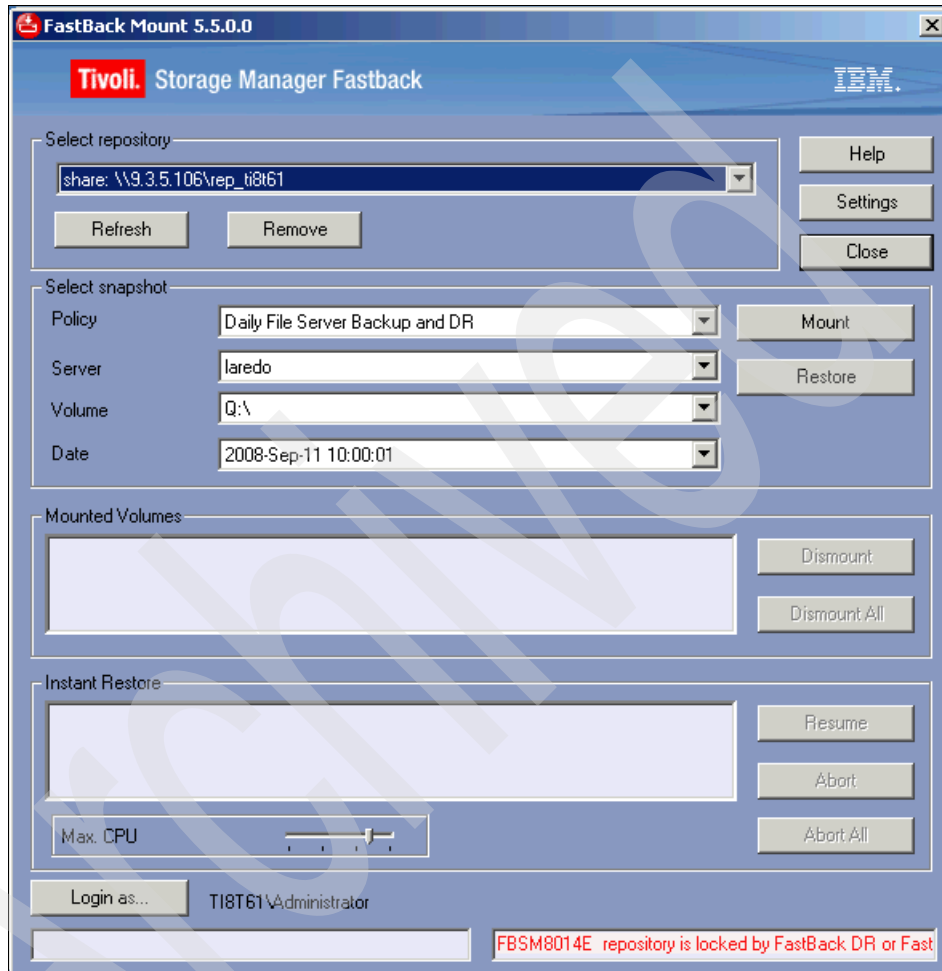 FastBack Mount 5.5.0.0
Tivoli. Storage Manager Fastback
IBM.
Select repository
share: \\9.3.5.106\rep_ti8t61
Refresh
Remove
Help
Settings
Close
Select snapshot
Policy
Daily File Server Backup and DR
Mount
Server
laredo
Restore
Volume
Q:\
Date
2008-Sep-11 10:00:01
Mounted Volumes
Dismount
Dismount All
Instant Restore
Resume
Abort
Max. CPU
Abort All
Login as...
TI8T61\Administrator
FBSM8014E repository is locked by FastBack DR or Fast
Archived